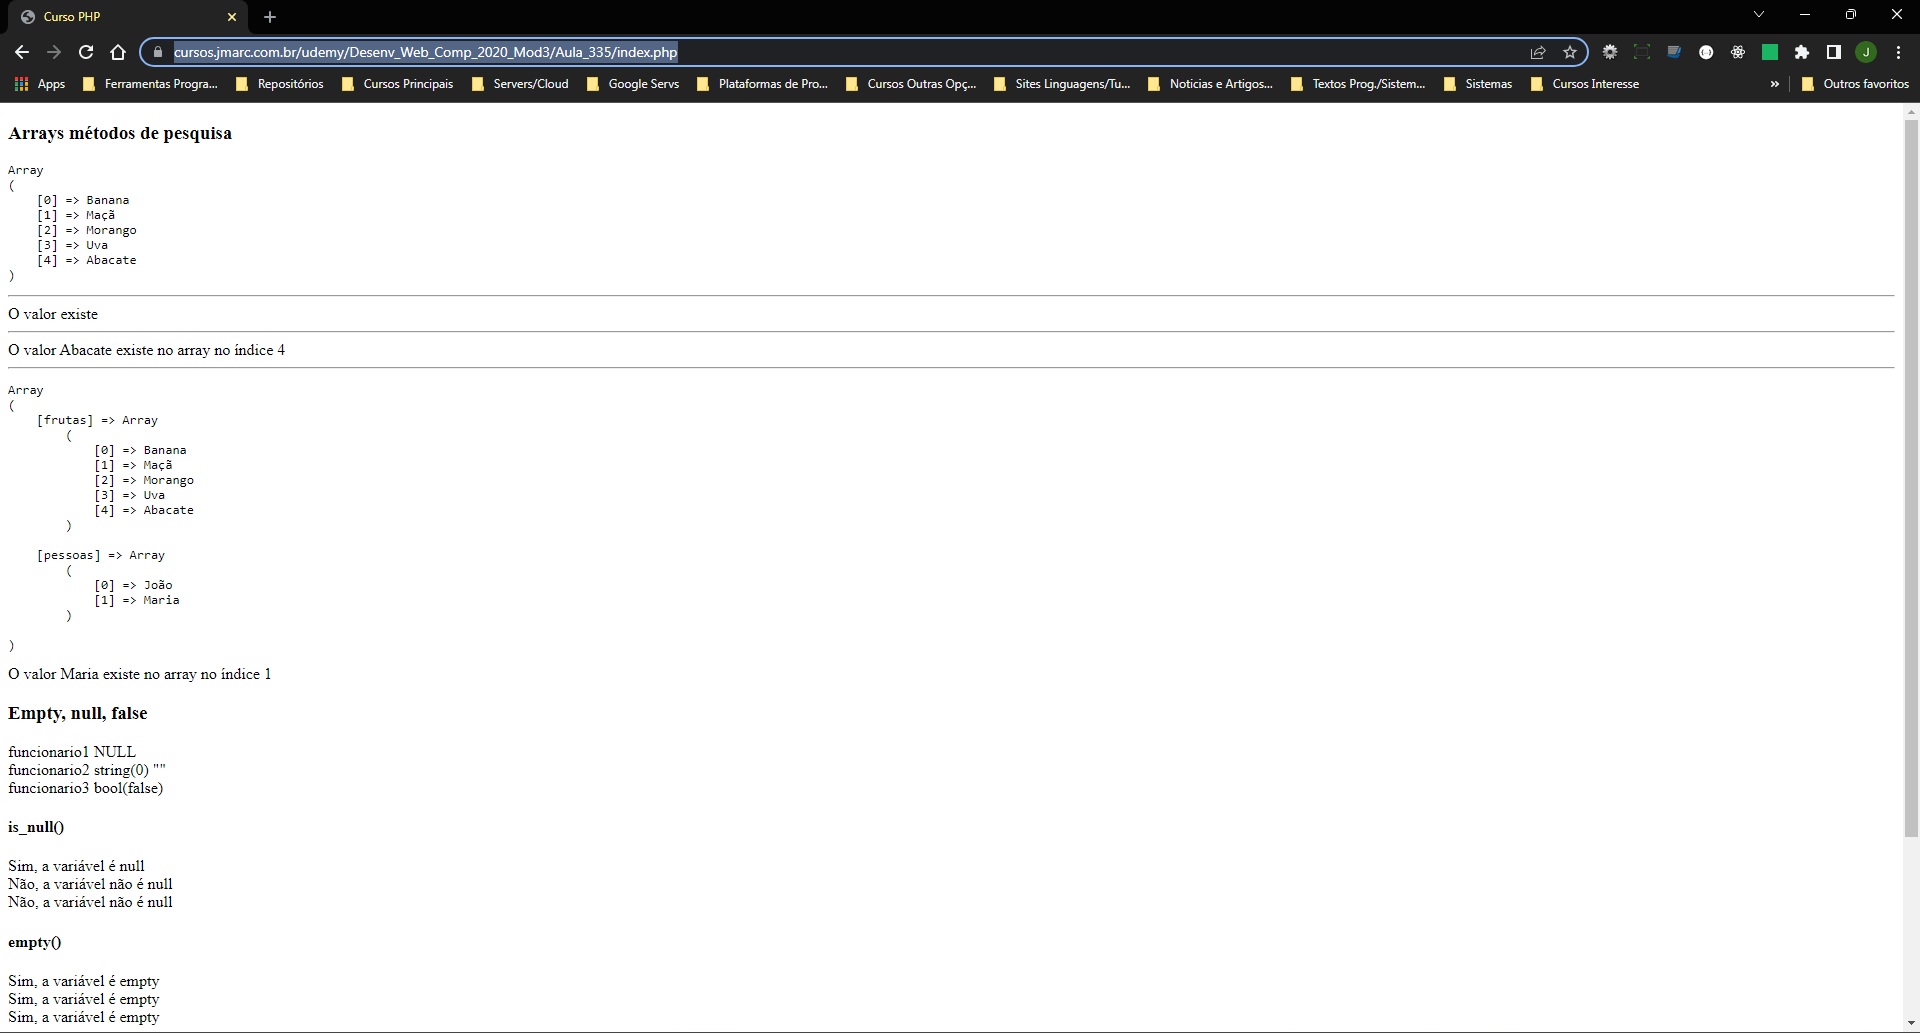 Curso PHP
cursos.jmarc.com.br/udemy/Desenv_Web_Comp_2020_Mod3/Aula_335/index.php
J
Apps Ferramentas Progra... Repositórios Cursos Principais Servers/Cloud Google Servs Plataformas de Pro... Cursos Outras Opç... Sites Linguagens/Tu... Noticias e Artigos... Textos Prog./Sistem... Sistemas Cursos Interesse » Outros favoritos
Arrays métodos de pesquisa
Array
(
    [0] => Banana
    [1] => Maçã
    [2] => Morango
    [3] => Uva
    [4] => Abacate
)
O valor existe
O valor Abacate existe no array no índice 4
Array
(
    [frutas] => Array
        (
            [0] => Banana
            [1] => Maçã
            [2] => Morango
            [3] => Uva
            [4] => Abacate
        )
    [pessoas] => Array
        (
            [0] => João
            [1] => Maria
        )
)
O valor Maria existe no array no índice 1
Empty, null, false
funcionario1 NULL
funcionario2 string(0) ""
funcionario3 bool(false)
is_null()
Sim, a variável é null
Não, a variável não é null
Não, a variável não é null
empty()
Sim, a variável é empty
Sim, a variável é empty
Sim, a variável é empty